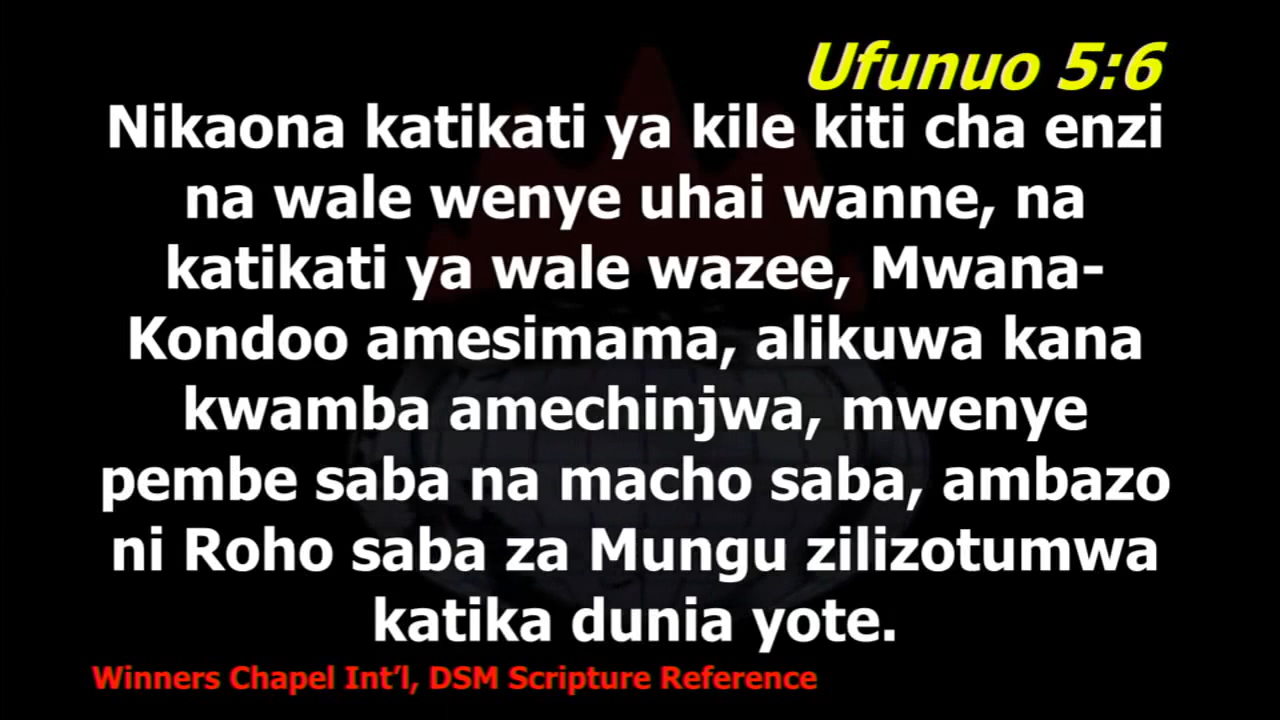 Ufunuo 5:6
Nikaona katikati ya kile kiti cha enzi
na wale wenye uhai wanne, na
katikati ya wale wazee, Mwana-
Kondoo amesimama, alikuwa kana
kwamba amechinjwa, mwenye
pembe saba na macho saba, ambazo
ni Roho saba za Mungu zilizotumwa
katika dunia yote.
Winners Chapel Int’l, DSM Scripture Reference